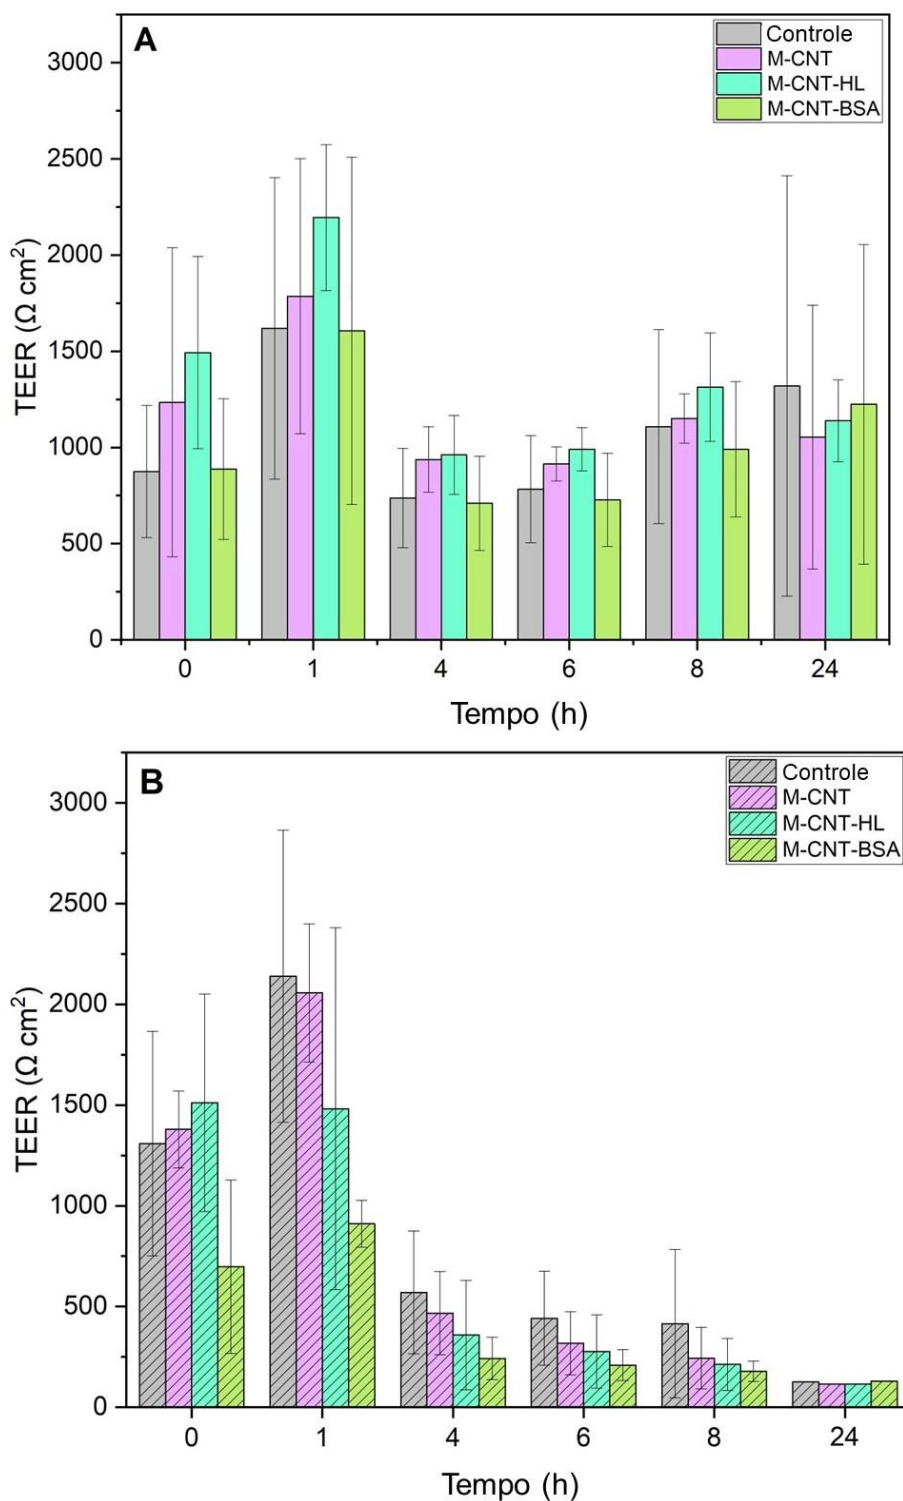 A
Controle
M-CNT
M-CNT-HL
M-CNT-BSA
TEER (Ω cm²)
3000
2500
2000
1500
1000
500
0
0 1 4 6 8 24
Tempo (h)
B
Controle
M-CNT
M-CNT-HL
M-CNT-BSA
TEER (Ω cm²)
3000
2500
2000
1500
1000
500
0
0 1 4 6 8 24
Tempo (h)